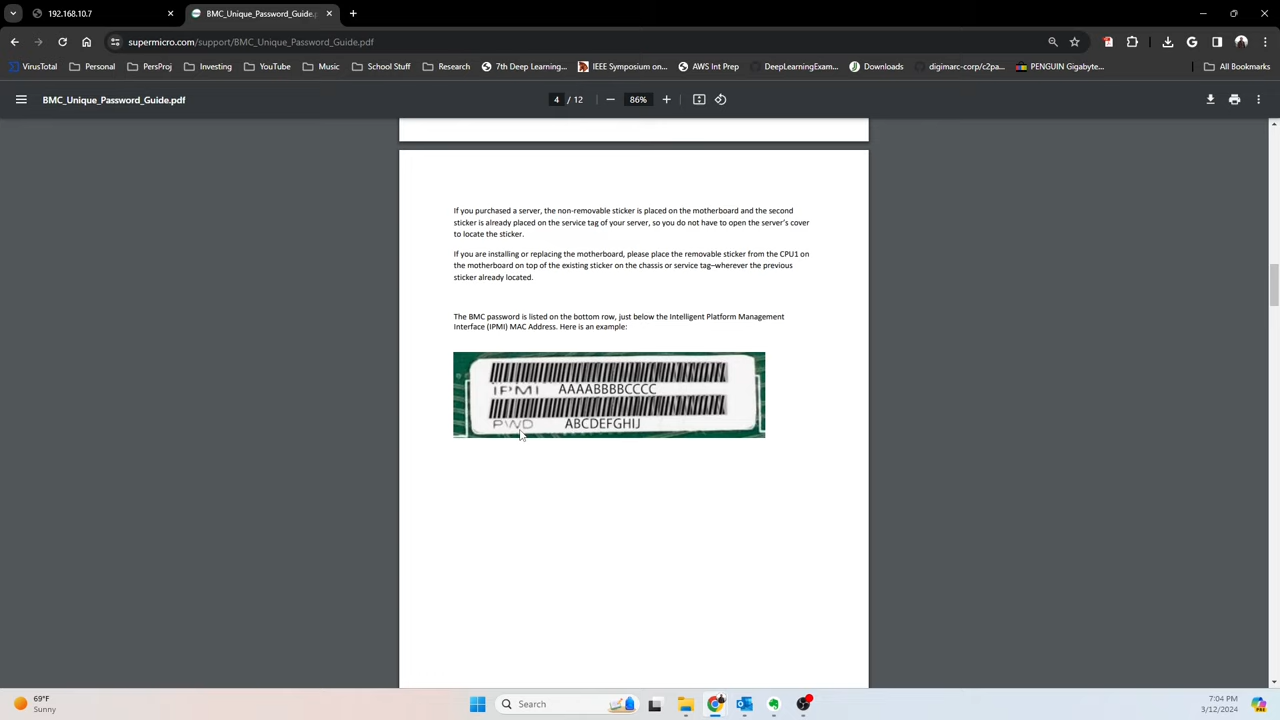 192.168.10.7
BMC_Unique_Password_Guide.p
supermicro.com/support/BMC_Unique_Password_Guide.pdf
VirusTotal Personal PersProj Investing YouTube Music School Stuff Research 7th Deep Learning... IEEE Symposium on... AWS Int Prep DeepLearningExam... Downloads digimarc-corp/c2pa... PENGUIN Gigabyte... All Bookmarks
BMC_Unique_Password_Guide.pdf 4 / 12 86%
If you purchased a server, the non-removable sticker is placed on the motherboard and the second
sticker is already placed on the service tag of your server, so you do not have to open the server's cover
to locate the sticker.
If you are installing or replacing the motherboard, please place the removable sticker from the CPU1 on
the motherboard on top of the existing sticker on the chassis or service tag–wherever the previous
sticker already located.
The BMC password is listed on the bottom row, just below the Intelligent Platform Management
Interface (IPMI) MAC Address. Here is an example:
IPMI AAAABBBBCCCC
PWD ABCDEFGHIJ
69°F
Sunny
Search
7:04 PM
3/12/2024